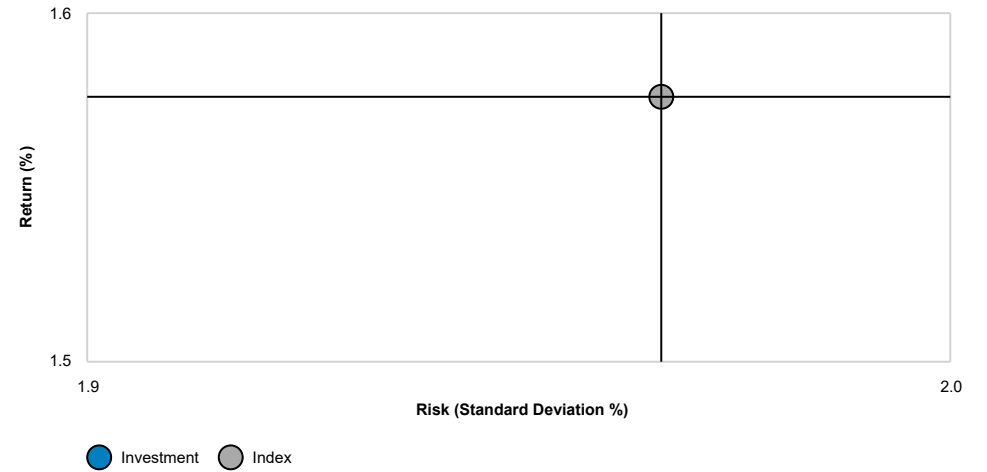 1.6
Return (%)
1.5
1.9
2.0
Risk (Standard Deviation %)
Investment
Index